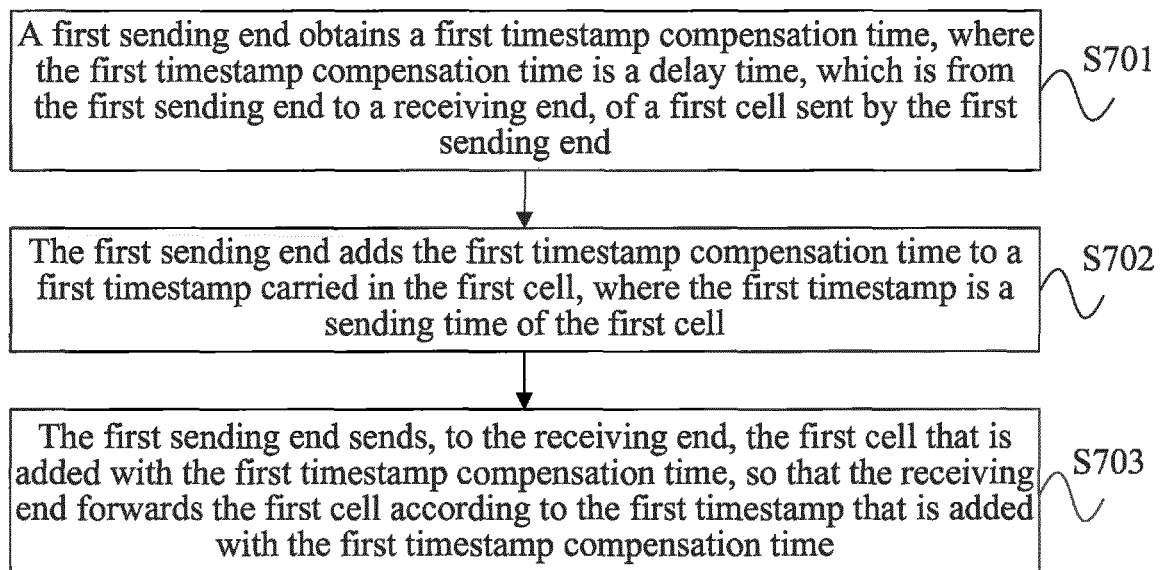 A first sending end obtains a first timestamp compensation time, where
the first timestamp compensation time is a delay time, which is from
the first sending end to a receiving end, of a first cell sent by the first
sending end
S701
The first sending end adds the first timestamp compensation time to a
first timestamp carried in the first cell, where the first timestamp is a
sending time of the first cell
S702
The first sending end sends, to the receiving end, the first cell that is
added with the first timestamp compensation time, so that the receiving
end forwards the first cell according to the first timestamp that is added
with the first timestamp compensation time
S703